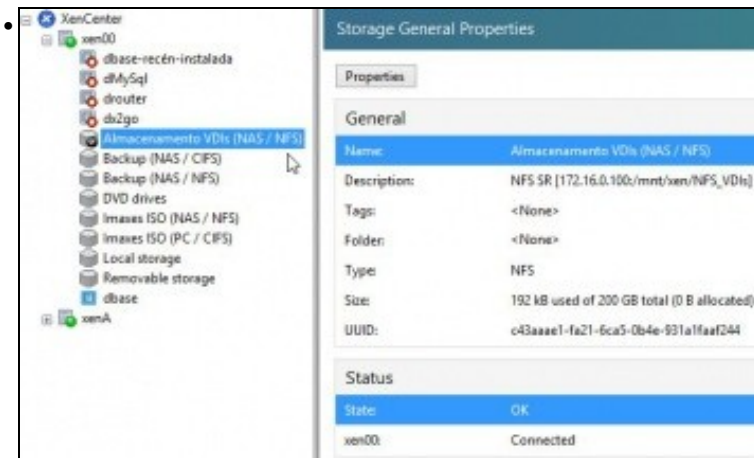 XenCenter
xen00
dbase-recén-instalada
dMySql
drouter
dx2go
Almacenamento VDIs (NAS / NFS)
Backup (NAS / CIFS)
Backup (NAS / NFS)
DVD drives
Imaxes ISO (NAS / NFS)
Imaxes ISO (PC / CIFS)
Local storage
Removable storage
dbase
xenA
Storage General Properties
Properties
General
Name: Almacenamento VDIs (NAS / NFS)
Description: NFS SR [172.16.0.100:/mnt/xen/NFS_VDIs]
Tags: <None>
Folder: <None>
Type: NFS
Size: 192 kB used of 200 GB total (0 B allocated)
UUID: c43aaae1-fa21-6ca5-0b4e-931a1faaf244
Status
State: OK
xen00: Connected